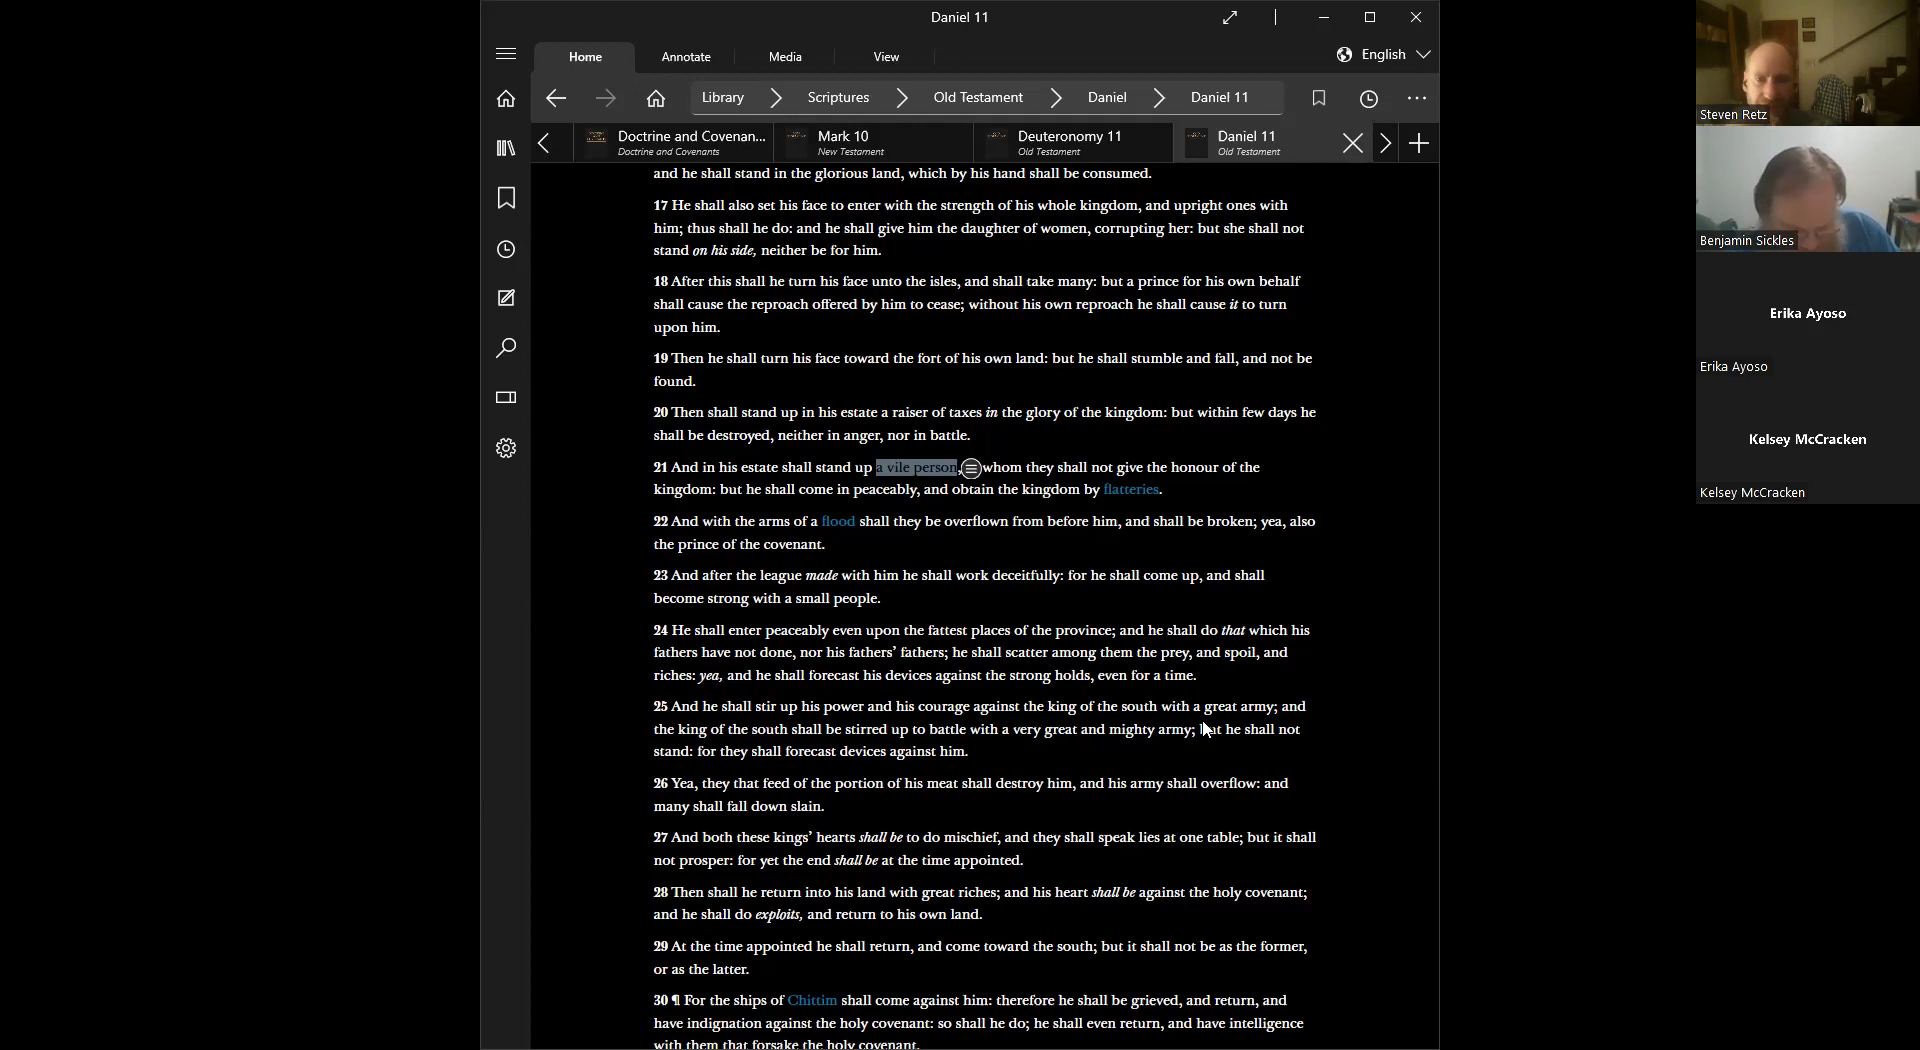 Daniel 11
Home Annotate Media View
English
Library Scriptures Old Testament Daniel Daniel 11
Doctrine and Covenan...
Doctrine and Covenants
Mark 10
New Testament
Deuteronomy 11
Old Testament
Daniel 11
Old Testament
and he shall stand in the glorious land, which by his hand shall be consumed.
17 He shall also set his face to enter with the strength of his whole kingdom, and upright ones with
him; thus shall he do: and he shall give him the daughter of women, corrupting her: but she shall not
stand on his side, neither be for him.
18 After this shall he turn his face unto the isles, and shall take many: but a prince for his own behalf
shall cause the reproach offered by him to cease; without his own reproach he shall cause it to turn
upon him.
19 Then he shall turn his face toward the fort of his own land: but he shall stumble and fall, and not be
found.
20 Then shall stand up in his estate a raiser of taxes in the glory of the kingdom: but within few days he
shall be destroyed, neither in anger, nor in battle.
21 And in his estate shall stand up a vile person, whom they shall not give the honour of the
kingdom: but he shall come in peaceably, and obtain the kingdom by flatteries.
22 And with the arms of a flood shall they be overflown from before him, and shall be broken; yea, also
the prince of the covenant.
23 And after the league made with him he shall work deceitfully: for he shall come up, and shall
become strong with a small people.
24 He shall enter peaceably even upon the fattest places of the province; and he shall do that which his
fathers have not done, nor his fathers’ fathers; he shall scatter among them the prey, and spoil, and
riches: yea, and he shall forecast his devices against the strong holds, even for a time.
25 And he shall stir up his power and his courage against the king of the south with a great army; and
the king of the south shall be stirred up to battle with a very great and mighty army; but he shall not
stand: for they shall forecast devices against him.
26 Yea, they that feed of the portion of his meat shall destroy him, and his army shall overflow: and
many shall fall down slain.
27 And both these kings’ hearts shall be to do mischief, and they shall speak lies at one table; but it shall
not prosper: for yet the end shall be at the time appointed.
28 Then shall he return into his land with great riches; and his heart shall be against the holy covenant;
and he shall do exploits, and return to his own land.
29 At the time appointed he shall return, and come toward the south; but it shall not be as the former,
or as the latter.
30 ¶ For the ships of Chittim shall come against him: therefore he shall be grieved, and return, and
have indignation against the holy covenant: so shall he do; he shall even return, and have intelligence
with them that forsake the holy covenant.
Steven Retz
Benjamin Sickles
Erika Ayoso
Erika Ayoso
Kelsey McCracken
Kelsey McCracken